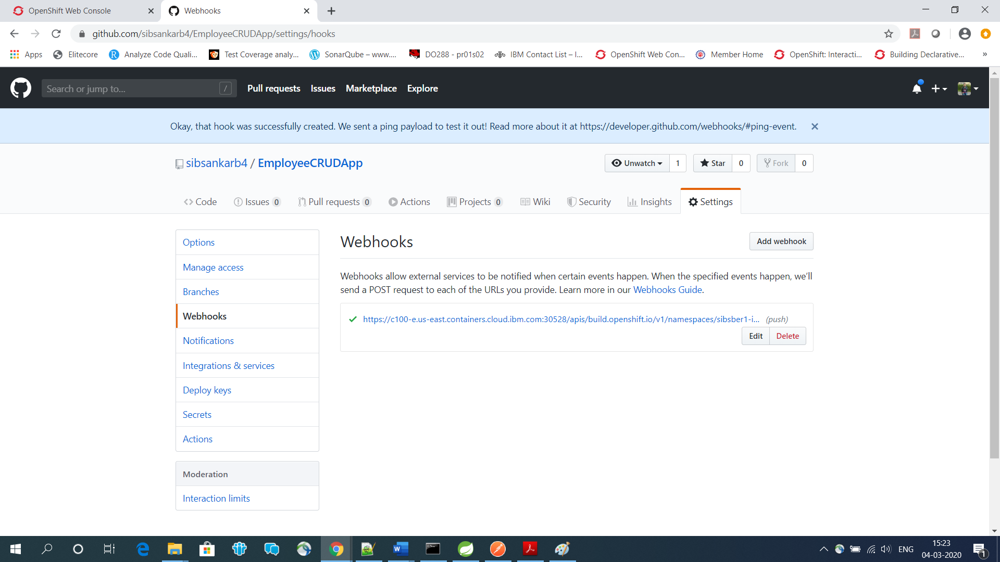 OpenShift Web Console
Webhooks
github.com/sibsankarb4/EmployeeCRUDApp/settings/hooks
Apps Elitecore Analyze Code Quali... Test Coverage analy... SonarQube – www.... DO288 - pr01s02 IBM Contact List – I... OpenShift Web Con... Member Home OpenShift: Interacti... Building Declarative... »
Search or jump to... / Pull requests Issues Marketplace Explore
Okay, that hook was successfully created. We sent a ping payload to test it out! Read more about it at https://developer.github.com/webhooks/#ping-event.
sibsankarb4 / EmployeeCRUDApp
Unwatch 1 Star 0 Fork 0
Code Issues 0 Pull requests 0 Actions Projects 0 Wiki Security Insights Settings
Options
Manage access
Branches
Webhooks
Notifications
Integrations & services
Deploy keys
Secrets
Actions
Moderation
Interaction limits
Webhooks
Add webhook
Webhooks allow external services to be notified when certain events happen. When the specified events happen, we'll
send a POST request to each of the URLs you provide. Learn more in our Webhooks Guide.
https://c100-e.us-east.containers.cloud.ibm.com:30528/apis/build.openshift.io/v1/namespaces/sibsber1-i... (push)
Edit Delete
ENG
15:23
04-03-2020
1